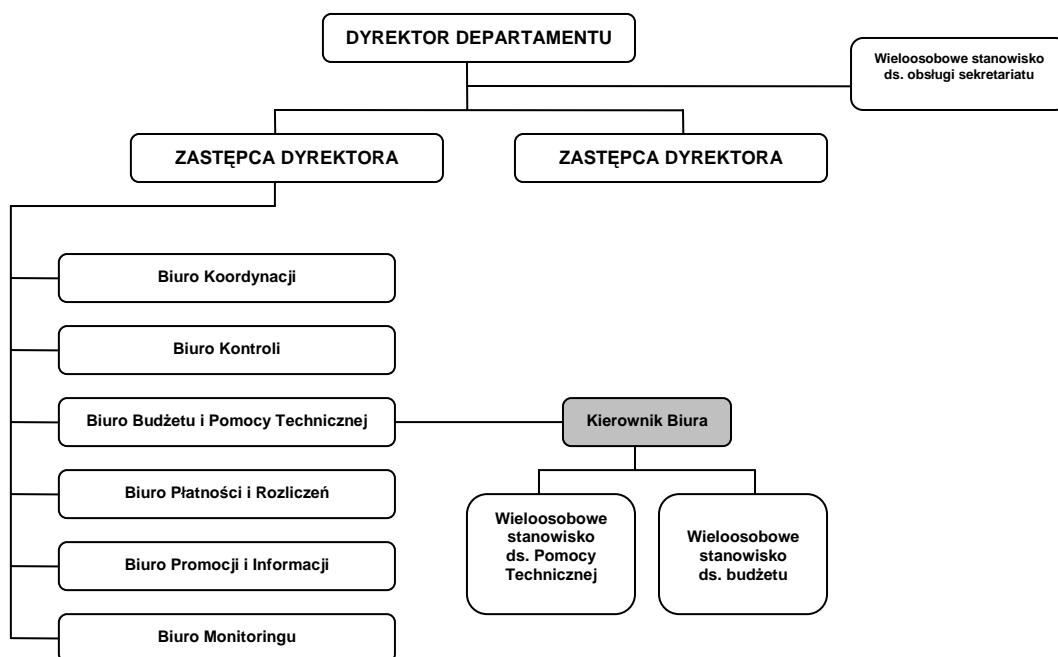 DYREKTOR DEPARTAMENTU
Wieloosobowe stanowisko
ds. obsługi sekretariatu
ZASTĘPCA DYREKTORA
ZASTĘPCA DYREKTORA
Biuro Koordynacji
Biuro Kontroli
Biuro Budżetu i Pomocy Technicznej
Kierownik Biura
Biuro Płatności i Rozliczeń
Wieloosobowe
stanowisko
ds. Pomocy
Technicznej
Wieloosobowe
stanowisko
ds. budżetu
Biuro Promocji i Informacji
Biuro Monitoringu